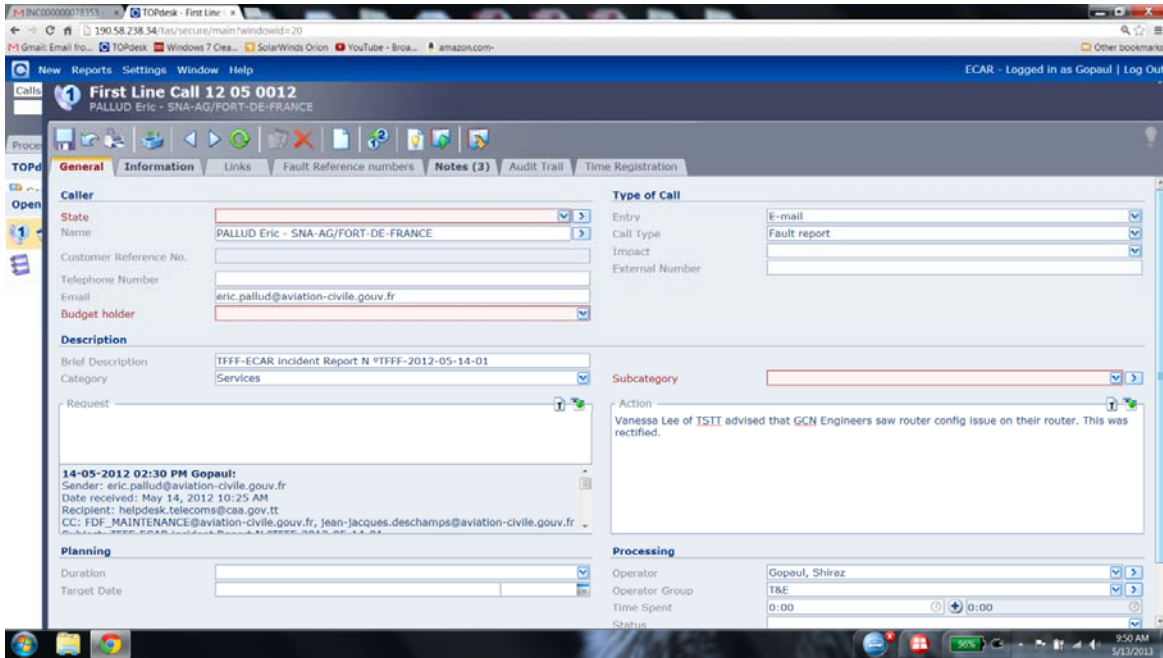 INC000000078353 -
TOPdesk - First Line
190.58.238.34/tas/secure/main?windowid=20
Gmail: Email fro... TOPdesk Windows 7 Clea... SolarWinds Orion YouTube - Broa... amazon.com-
Other bookmarks
New Reports Settings Window Help
ECAR - Logged in as Gopaul | Log Out
Calls
First Line Call 12 05 0012
PALLUD Eric - SNA-AG/FORT-DE-FRANCE
Proces
TOPd
Open
General Information Links Fault Reference numbers Notes (3) Audit Trail Time Registration
Caller
State
Name PALLUD Eric - SNA-AG/FORT-DE-FRANCE
Customer Reference No.
Telephone Number
Email eric.pallud@aviation-civile.gouv.fr
Budget holder
Type of Call
Entry E-mail
Call Type Fault report
Impact
External Number
Description
Brief Description TFFF-ECAR incident Report N ºTFFF-2012-05-14-01
Category Services
Subcategory
Request
14-05-2012 02:30 PM Gopaul:
Sender: eric.pallud@aviation-civile.gouv.fr
Date received: May 14, 2012 10:25 AM
Recipient: helpdesk.telecoms@caa.gov.tt
CC: FDF_MAINTENANCE@aviation-civile.gouv.fr, jean-jacques.deschamps@aviation-civile.gouv.fr
Action
Vanessa Lee of TSTT advised that GCN Engineers saw router config issue on their router. This was
rectified.
Planning
Duration
Target Date
Processing
Operator Gopaul, Shiraz
Operator Group T&E
Time Spent 0:00 0:00
Status
96%
9:50 AM
5/13/2013